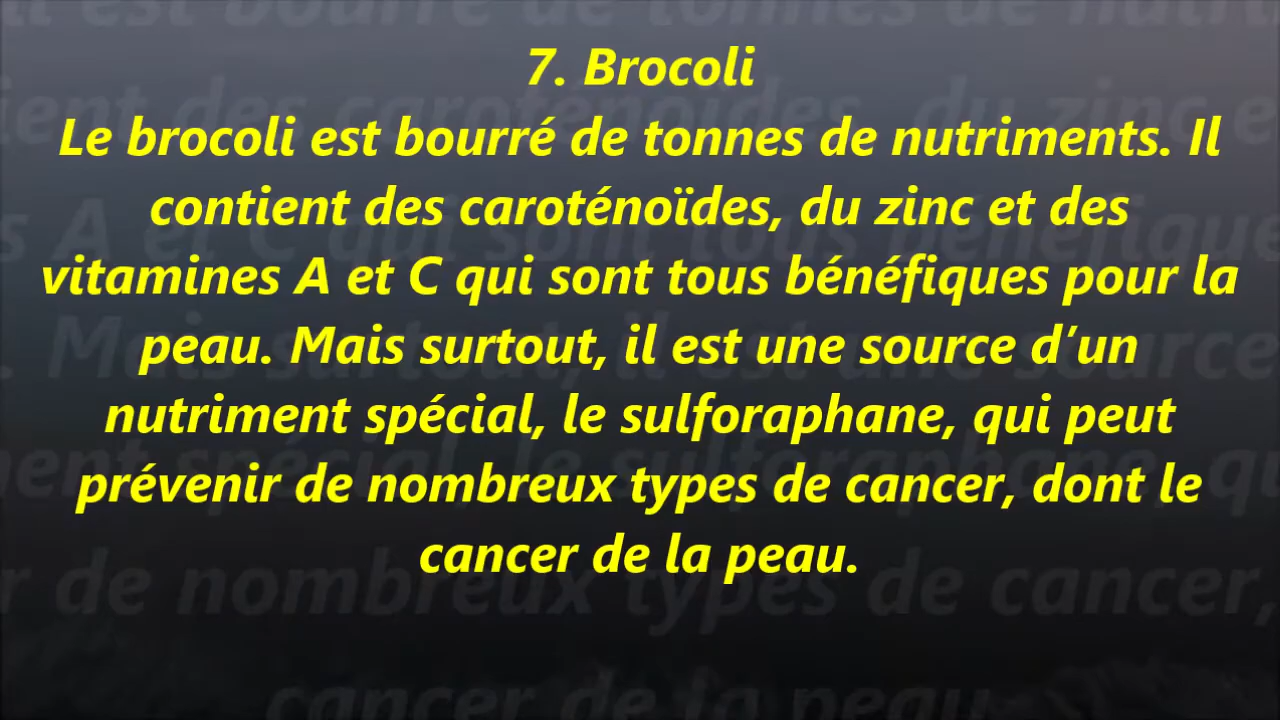 7. Brocoli
Le brocoli est bourré de tonnes de nutriments. Il
contient des caroténoïdes, du zinc et des
vitamines A et C qui sont tous bénéfiques pour la
peau. Mais surtout, il est une source d’un
nutriment spécial, le sulforaphane, qui peut
prévenir de nombreux types de cancer, dont le
cancer de la peau.